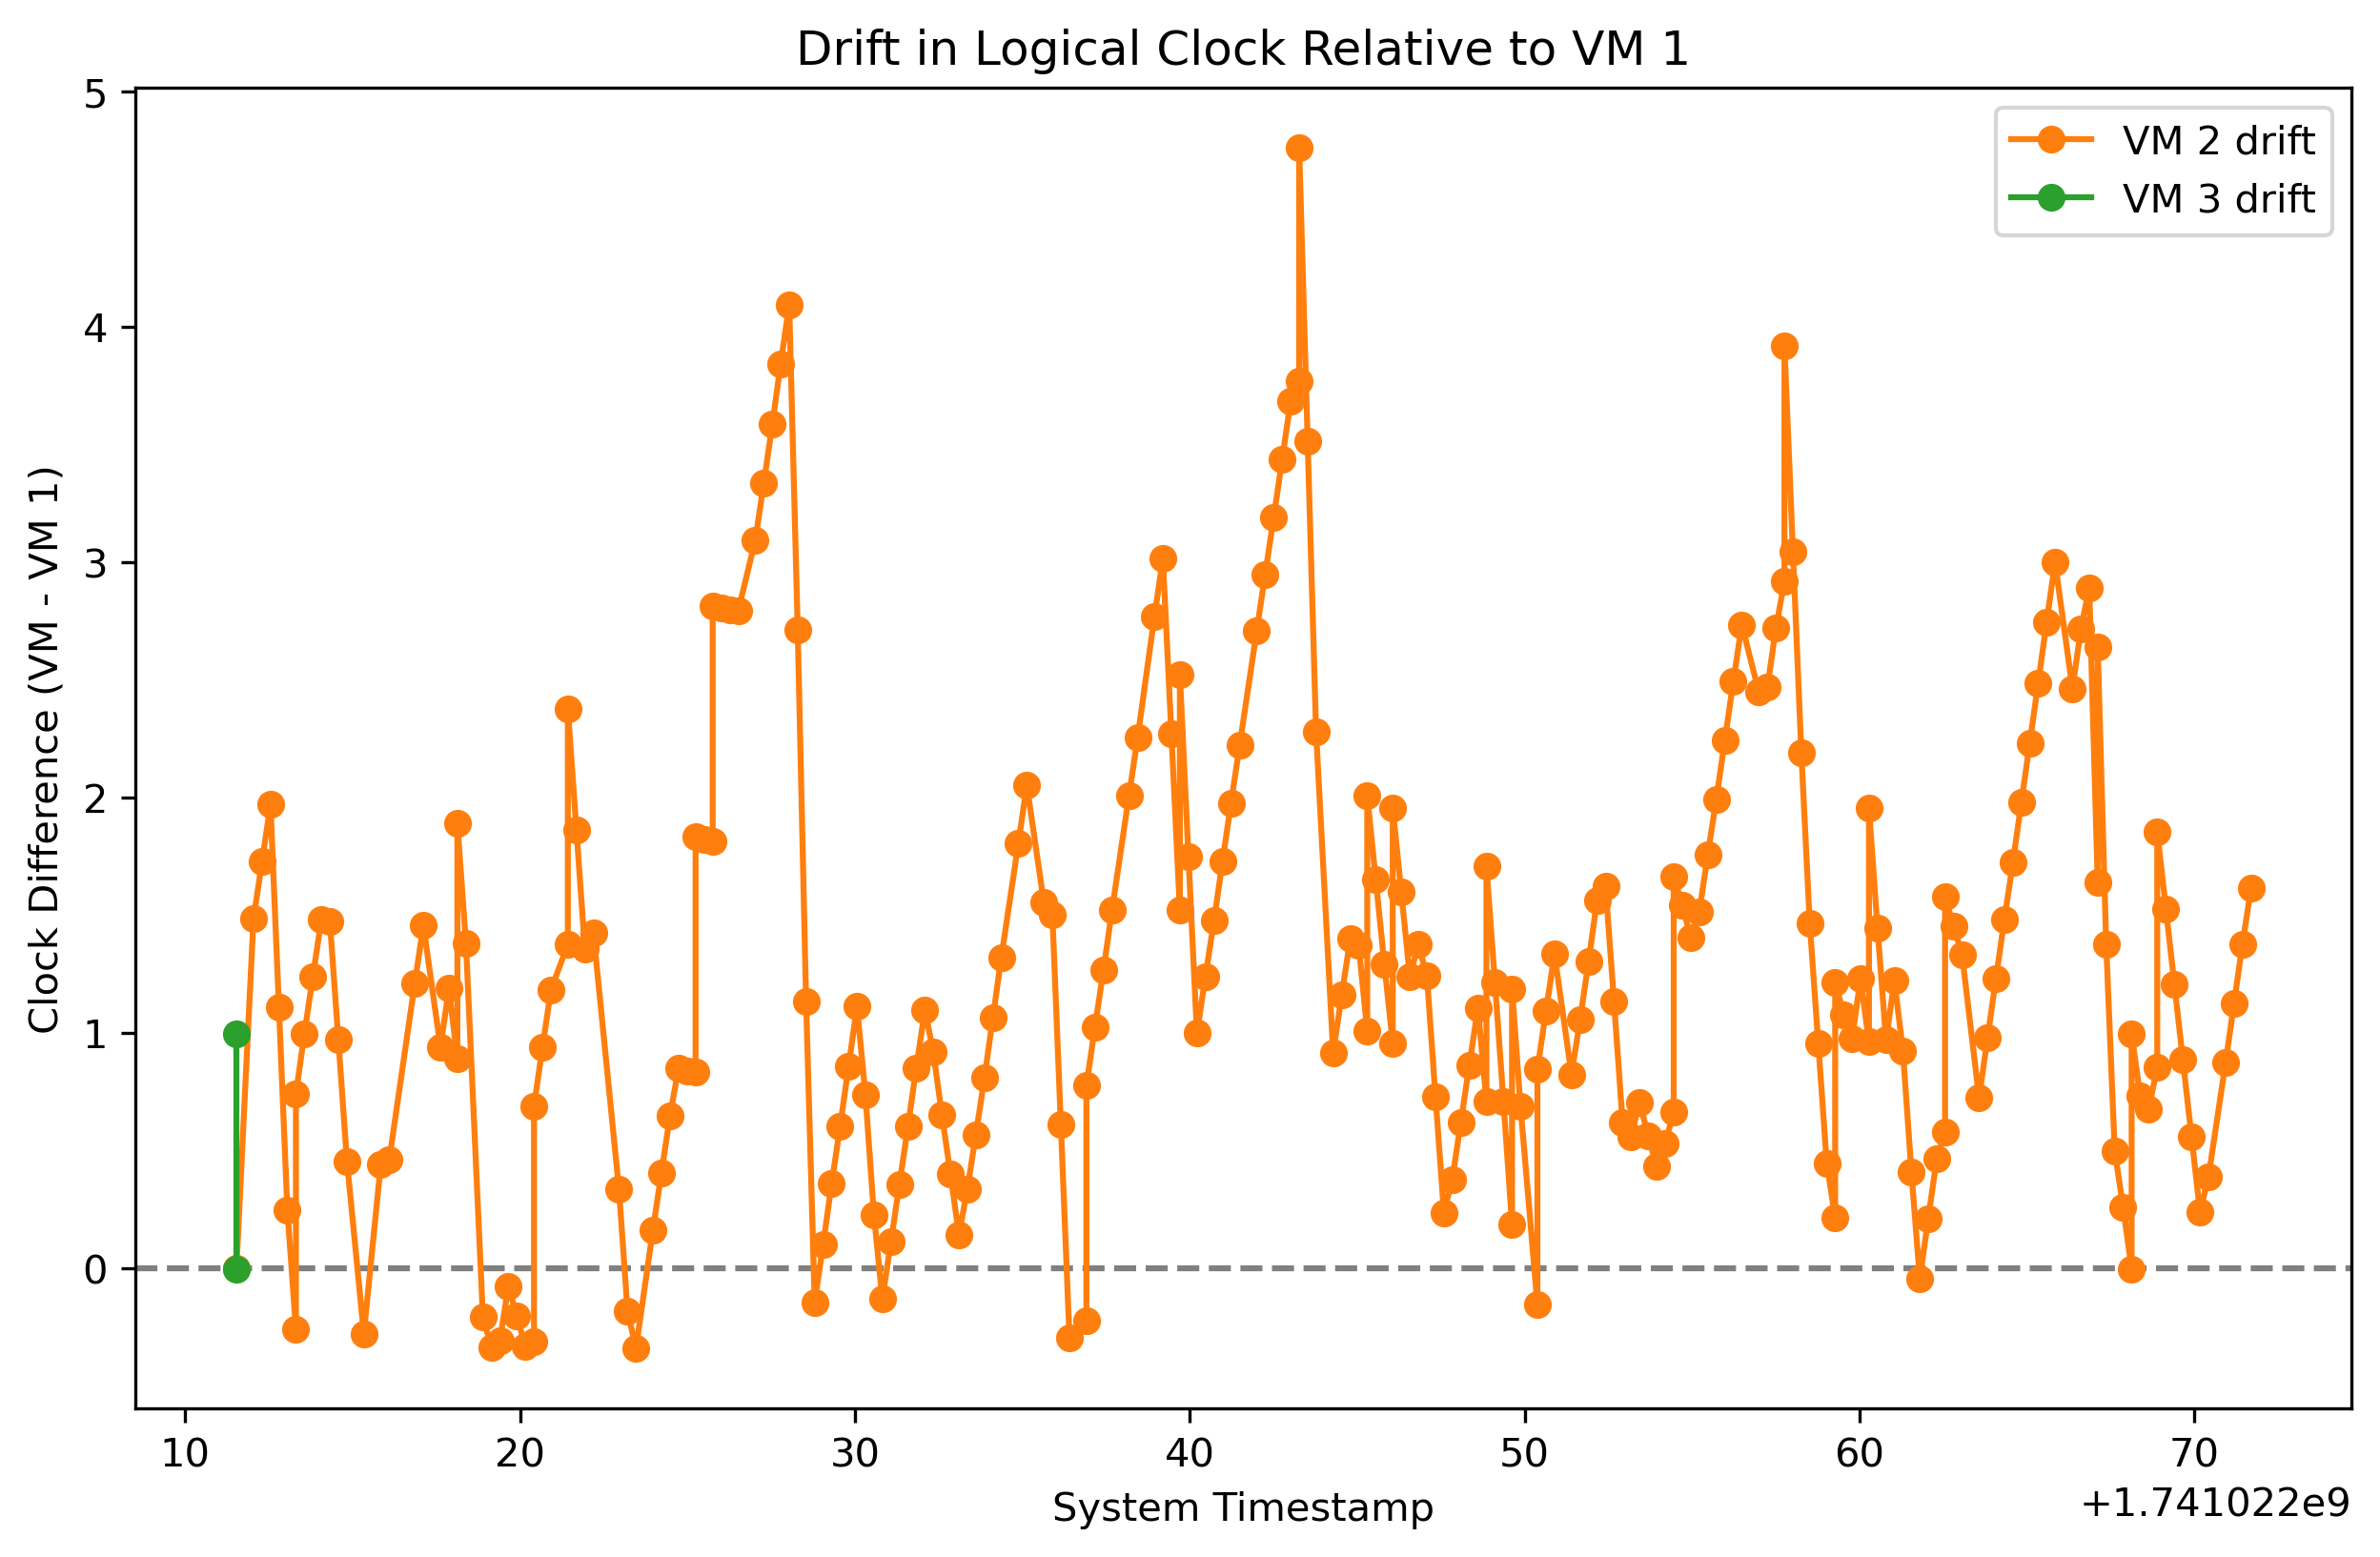 Drift in Logical Clock Relative to VM 1
VM 2 drift
VM 3 drift
Clock Difference (VM - VM 1)
5
4
3
2
1
0
10 20 30 40 50 60 70
System Timestamp
+1.741022e9